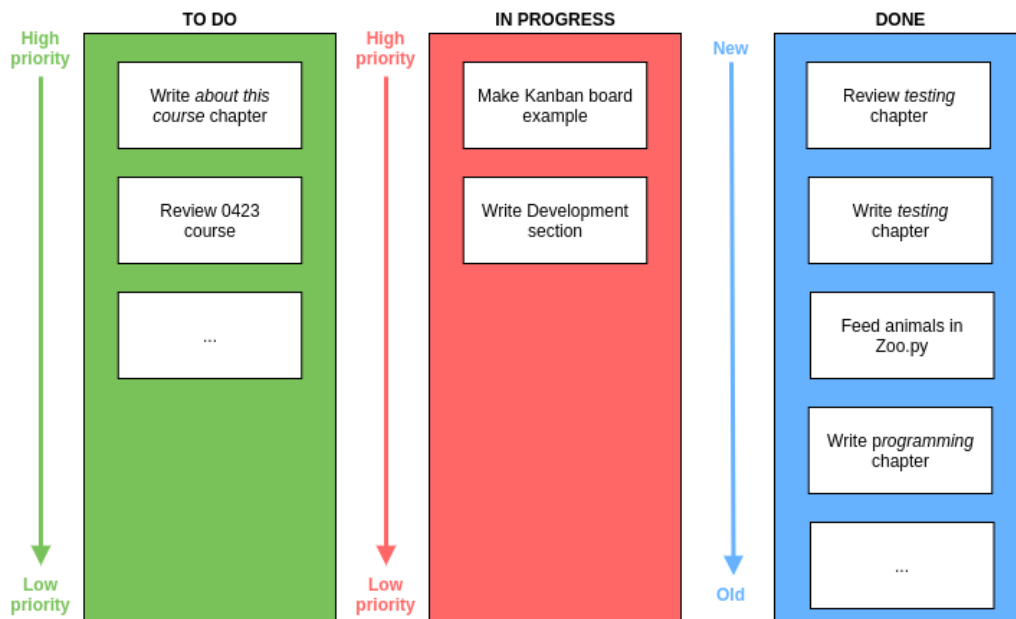 TO DO
High
priority
Write about this
course chapter
Review 0423
course
...
Low
priority
IN PROGRESS
High
priority
Make Kanban board
example
Write Development
section
Low
priority
DONE
New
Review testing
chapter
Write testing
chapter
Feed animals in
Zoo.py
Write programming
chapter
...
Old